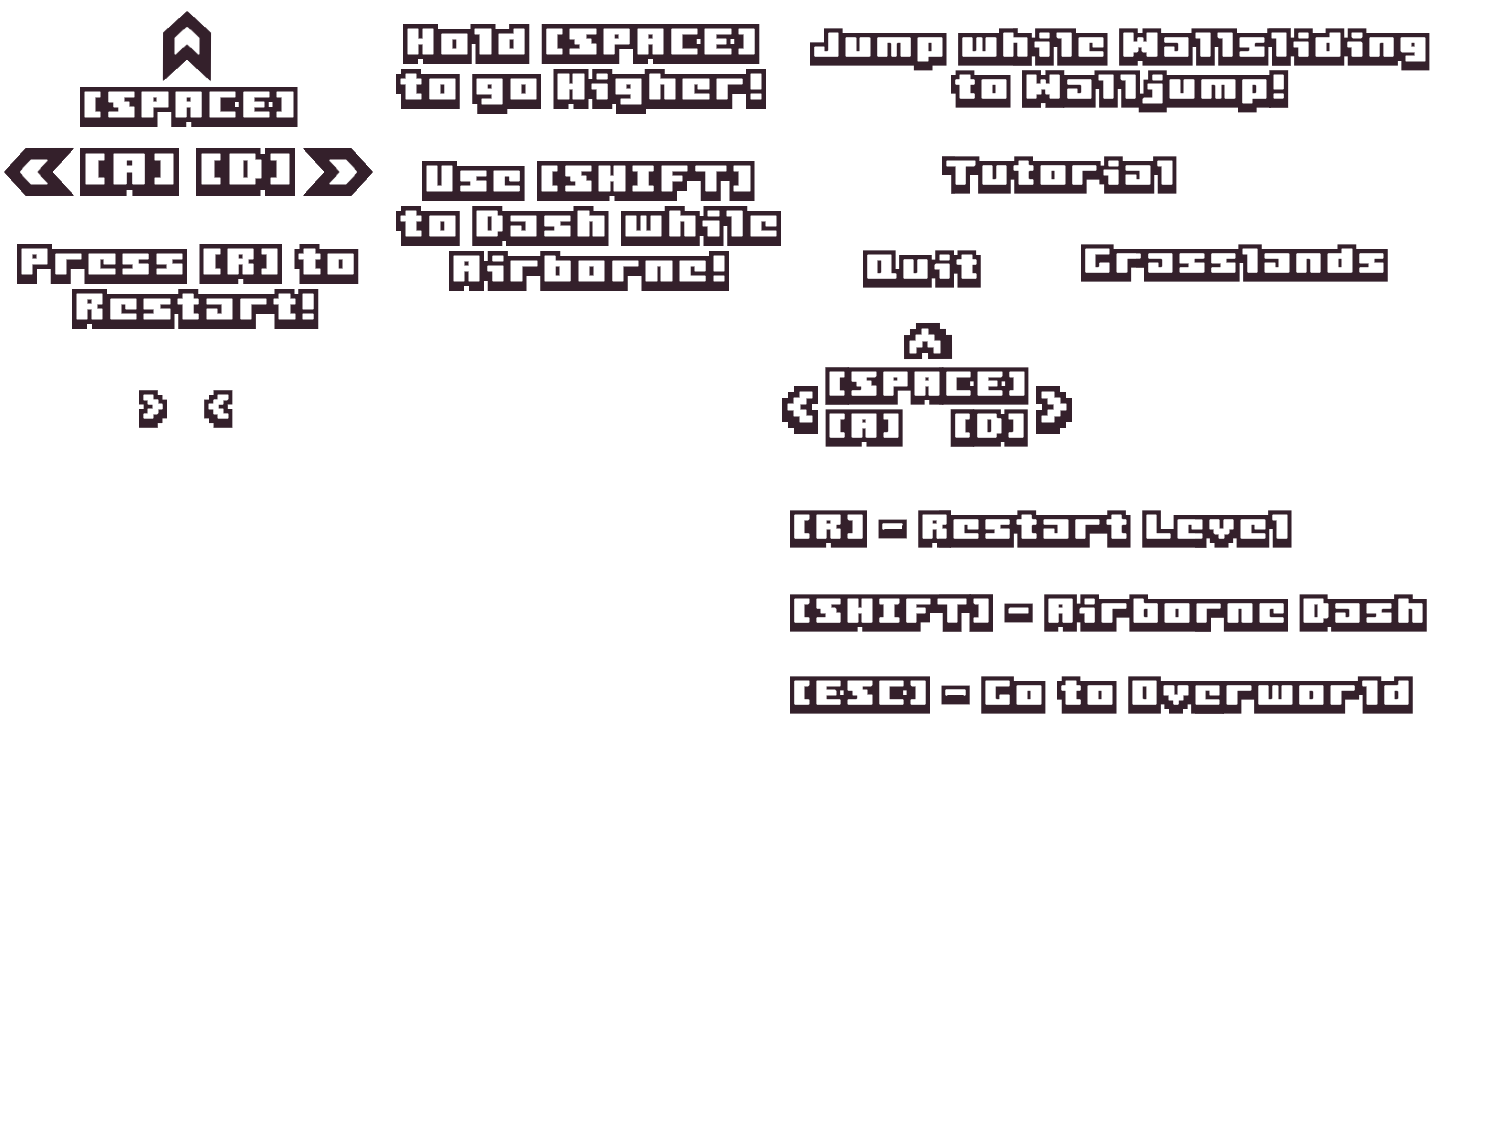 [SPACE]
[A] [D]
Press [R] to
Restart!
> <
Hold [SPACE]
to go Higher!
Use [SHIFT]
to Dash while
Airborne!
Jump while Wallsliding
to Walljump!
Tutorial
Quit
Grasslands
^
[SPACE]
< [A] [D] >
[R] - Restart Level
[SHIFT] - Airborne Dash
[ESC] - Go to Overworld